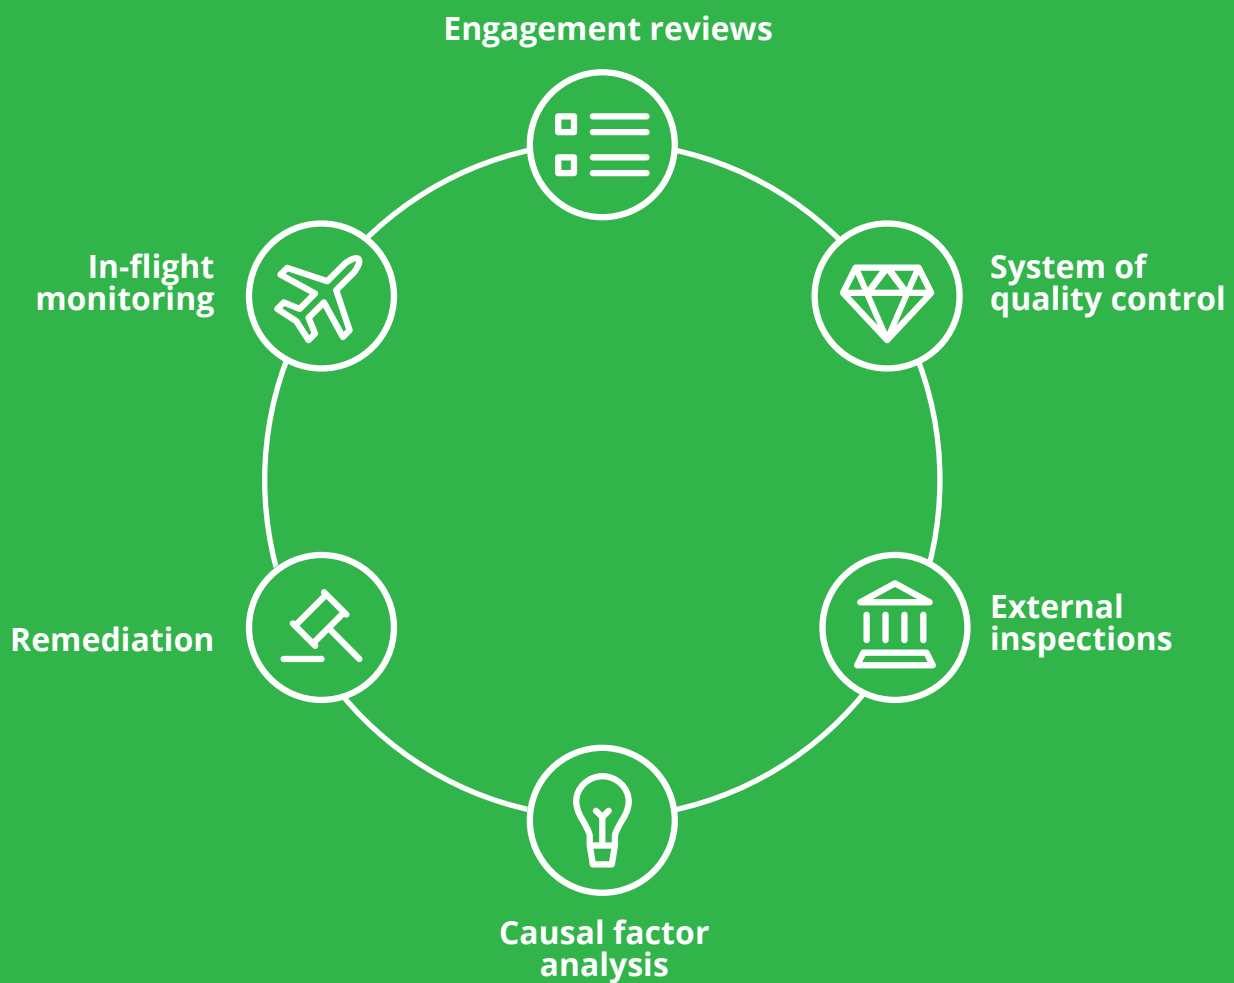 Engagement reviews
In-flight
monitoring
System of
quality control
Remediation
External
inspections
Causal factor
analysis